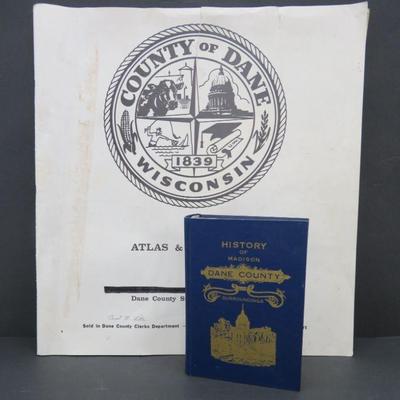 COUNTY OF DANE
1839
WISCONSIN
ATLAS &
Dane County S
Sold in Dane County Clerks Department
HISTORY
OF
MADISON
DANE COUNTY
AND
SURROUNDINGS